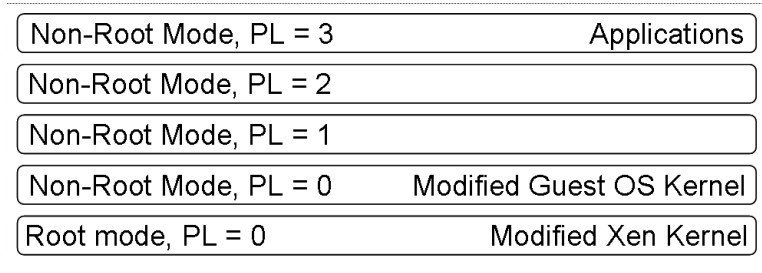 Non-Root Mode, PL = 3 Applications
Non-Root Mode, PL = 2
Non-Root Mode, PL = 1
Non-Root Mode, PL = 0 Modified Guest OS Kernel
Root mode, PL = 0 Modified Xen Kernel